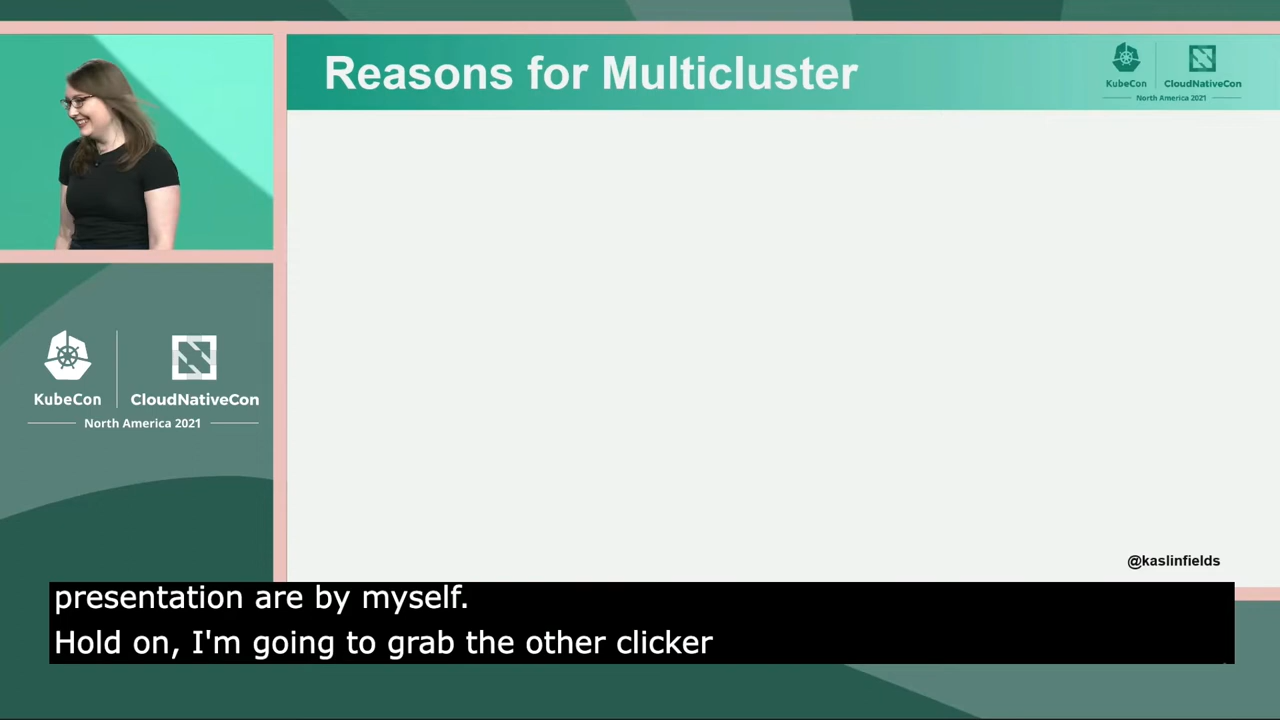 Reasons for Multicluster
KubeCon
CloudNativeCon
North America 2021
KubeCon
CloudNativeCon
North America 2021
@kaslinfields
presentation are by myself.
Hold on, I'm going to grab the other clicker